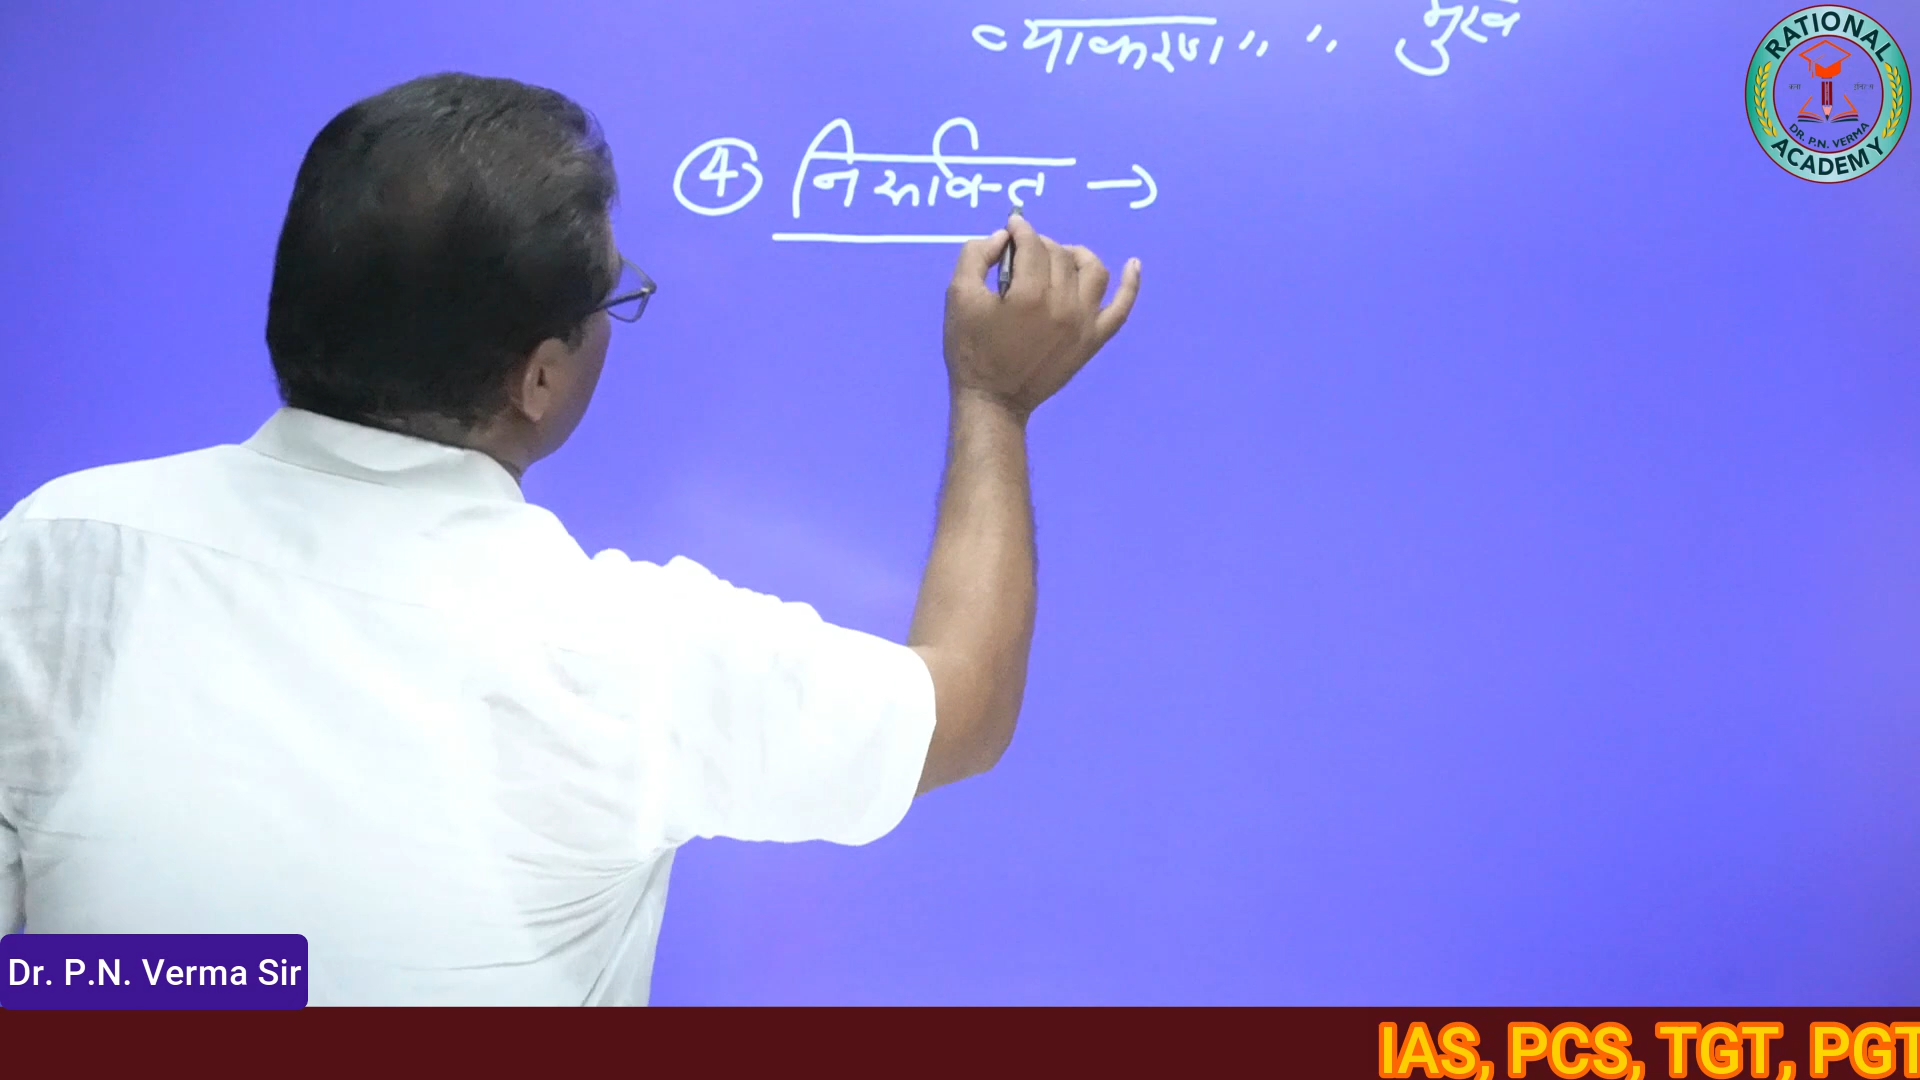 व्याकरण " " मुख
④ निरुक्ति →
RATIONAL
DR. P.N. VERMA
ACADEMY
Dr. P.N. Verma Sir
IAS, PCS, TGT, PGT